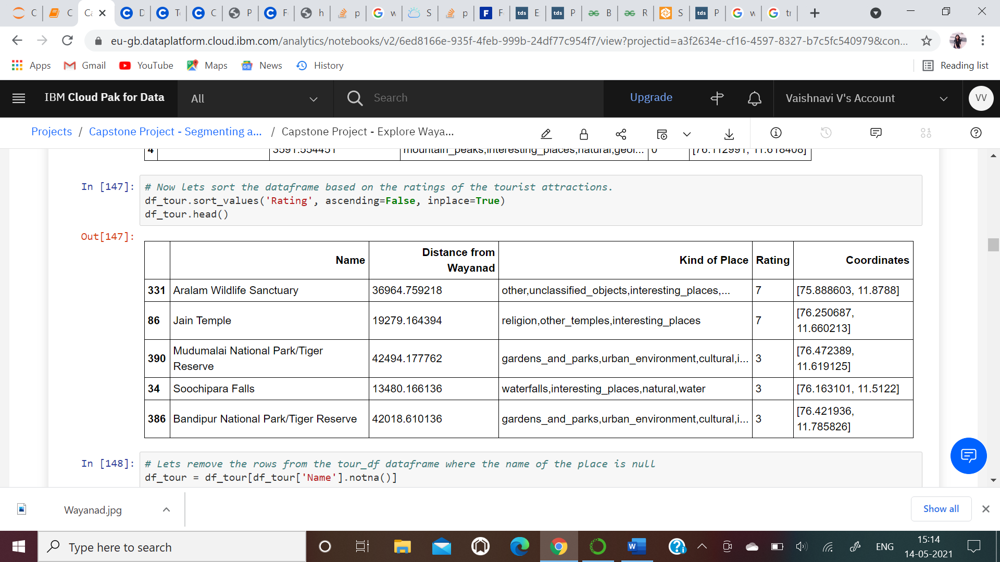 C C Ca D T C P F h p w S p F E P B R S P w tr
eu-gb.dataplatform.cloud.ibm.com/analytics/notebooks/v2/6ed8166e-935f-4feb-999b-24df77c954f7/view?projectid=a3f2634e-cf16-4597-8327-b7c5fc540979&con...
Apps Gmail YouTube Maps News History Reading list
IBM Cloud Pak for Data All Search Upgrade Vaishnavi V's Account VV
Projects / Capstone Project - Segmenting a... / Capstone Project - Explore Waya...
4 3591.554451 mountain_peaks,interesting_places,natural,geol... 0 [76.112991, 11.618408]
In [147]: # Now lets sort the dataframe based on the ratings of the tourist attractions.
df_tour.sort_values('Rating', ascending=False, inplace=True)
df_tour.head()
Out[147]:
Name Distance from Wayanad Kind of Place Rating Coordinates
331 Aralam Wildlife Sanctuary 36964.759218 other,unclassified_objects,interesting_places,... 7 [75.888603, 11.8788]
86 Jain Temple 19279.164394 religion,other_temples,interesting_places 7 [76.250687, 11.660213]
390 Mudumalai National Park/Tiger Reserve 42494.177762 gardens_and_parks,urban_environment,cultural,i... 3 [76.472389, 11.619125]
34 Soochipara Falls 13480.166136 waterfalls,interesting_places,natural,water 3 [76.163101, 11.5122]
386 Bandipur National Park/Tiger Reserve 42018.610136 gardens_and_parks,urban_environment,cultural,i... 3 [76.421936, 11.785826]
In [148]: # Lets remove the rows from the tour_df dataframe where the name of the place is null
df_tour = df_tour[df_tour['Name'].notna()]
Wayanad.jpg Show all
Type here to search ENG 15:14
14-05-2021